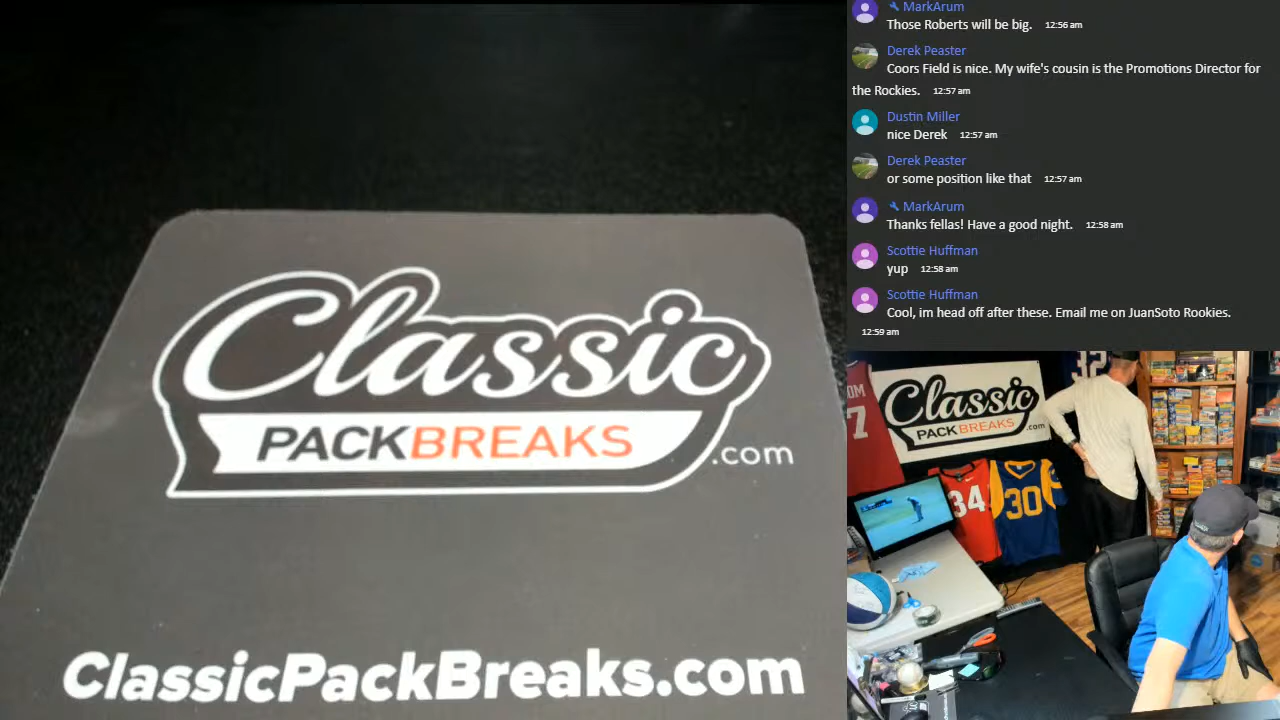 MarkArum
Those Roberts will be big. 12:56 am
Derek Peaster
Coors Field is nice. My wife's cousin is the Promotions Director for
the Rockies. 12:57 am
Dustin Miller
nice Derek 12:57 am
Derek Peaster
or some position like that 12:57 am
MarkArum
Thanks fellas! Have a good night. 12:58 am
Scottie Huffman
yup 12:58 am
Scottie Huffman
Cool, im head off after these. Email me on JuanSoto Rookies.
12:59 am
Classic
PACKBREAKS
.com
ClassicPackBreaks.com
Classic
PACKBREAKS
.com
32
OM
7
34
30